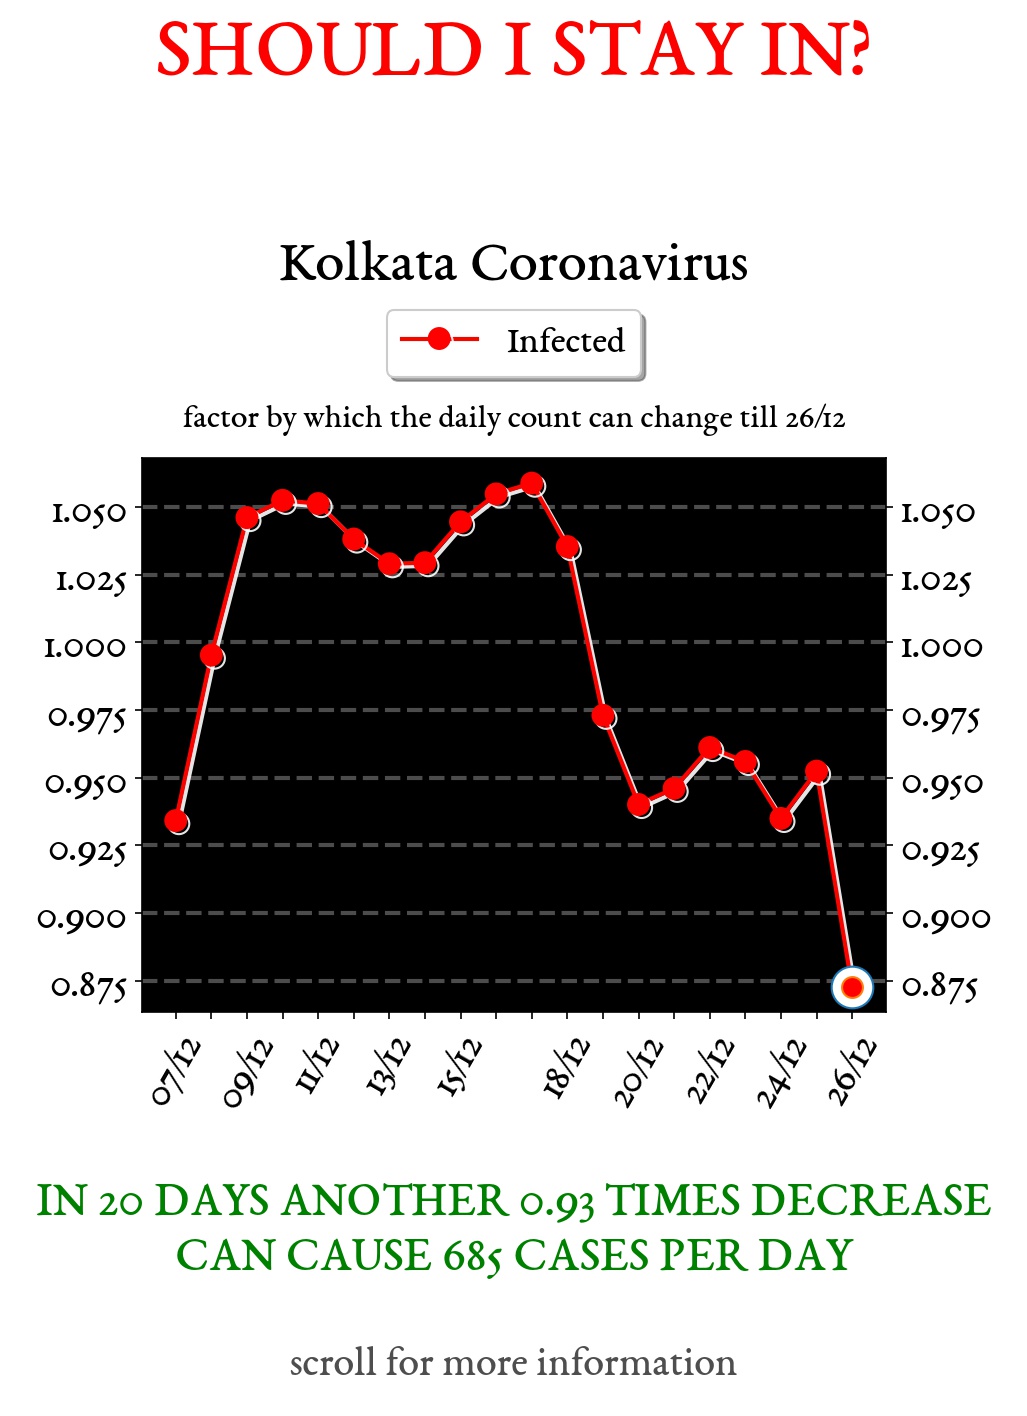 SHOULD I STAY IN?
Kolkata Coronavirus
Infected
factor by which the daily count can change till 26/12
1.050 1.050
1.025 1.025
1.000 1.000
0.975 0.975
0.950 0.950
0.925 0.925
0.900 0.900
0.875 0.875
07/12 09/12 11/12 13/12 15/12 18/12 20/12 22/12 24/12 26/12
IN 20 DAYS ANOTHER 0.93 TIMES DECREASE
CAN CAUSE 685 CASES PER DAY
scroll for more information